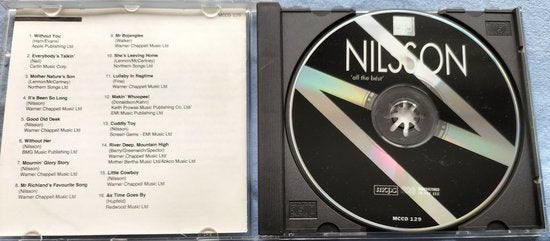 MCCD 129
1. Without You
(Ham/Evans)
Apple Publishing Ltd
2. Everybody's Talkin'
(Neil)
Carlin Music Corp.
3. Mother Nature's Son
(Lennon/McCartney)
Northern Songs Ltd
4. It's Been So Long
(Nilsson)
Warner Chappell Music Ltd
5. Good Old Desk
(Nilsson)
Warner Chappell Music Ltd
6. Without Her
(Nilsson)
BMG Music Publishing Ltd
7. Mournin' Glory Story
(Nilsson)
Warner Chappell Music Ltd
8. Mr Richland's Favourite Song
(Nilsson)
Warner Chappell Music Ltd
9. Mr Bojangles
(Walker)
Warner Chappell Music Ltd
10. She's Leaving Home
(Lennon/McCartney)
Northern Songs Ltd
11. Lullaby In Ragtime
(Fine)
Warner Chappell Music Ltd
12. Makin' Whoopee!
(Donaldson/Kahn)
Keith Prowse Music Publishing Co. Ltd/
EMI Music Publishing Ltd
13. Cuddly Toy
(Nilsson)
Screen Gems - EMI Music Ltd
14. River Deep, Mountain High
(Barry/Greenwich/Spector)
Warner Chappell Music Ltd/
Mother Bertha Music Ltd/Abkco Music Ltd
15. Little Cowboy
(Nilsson)
Warner Chappell Music Ltd
16. As Time Goes By
(Hupfeld)
Redwood Music Ltd
NILSSON
'all the best'
mcps
MCCD 129